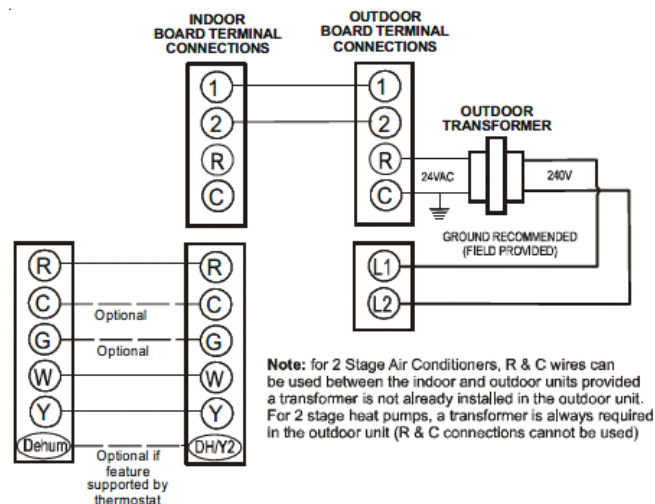 INDOOR
BOARD TERMINAL
CONNECTIONS
OUTDOOR
BOARD TERMINAL
CONNECTIONS
1
2
R
C
1
2
R
C
OUTDOOR
TRANSFORMER
24VAC
240V
GROUND RECOMMENDED
(FIELD PROVIDED)
L1
L2
R
C
G
W
Y
Dehum
Optional
Optional
Optional if
feature
supported by
thermostat
R
C
G
W
Y
DH/Y2
Note: for 2 Stage Air Conditioners, R & C wires can
be used between the indoor and outdoor units provided
a transformer is not already installed in the outdoor unit.
For 2 stage heat pumps, a transformer is always required
in the outdoor unit (R & C connections cannot be used)